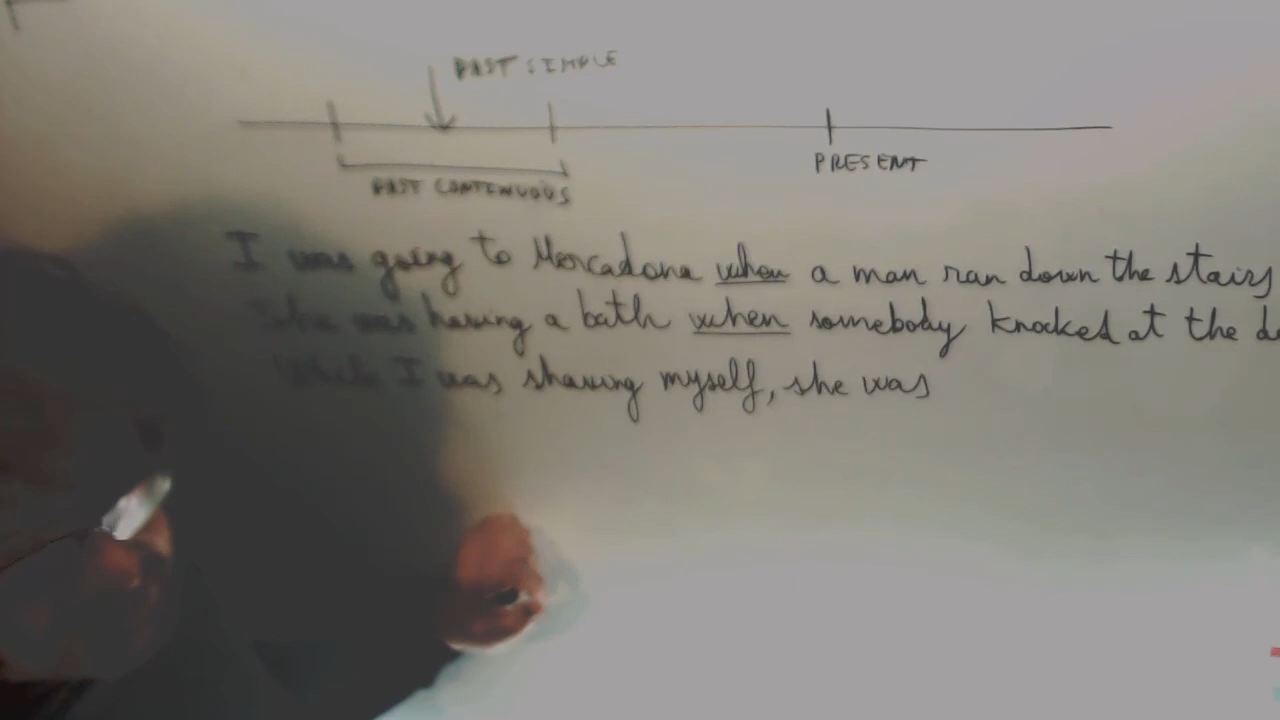 PAST SIMPLE
PRESENT
PAST CONTINUOUS
I was going to Mercadona when a man ran down the stairs
She was having a bath when somebody knocked at the
While I was shaving myself, she was